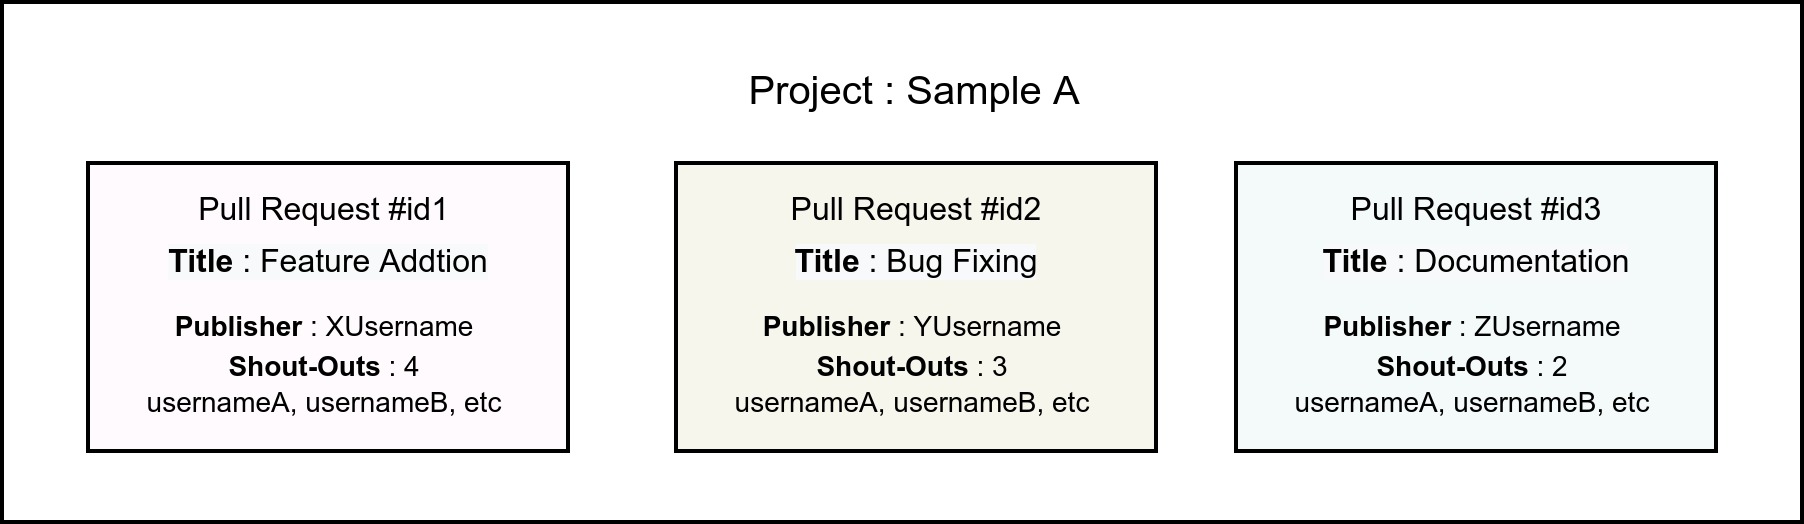 Project : Sample A
Pull Request #id1
Title : Feature Addtion
Publisher : XUsername
Shout-Outs : 4
usernameA, usernameB, etc
Pull Request #id2
Title : Bug Fixing
Publisher : YUsername
Shout-Outs : 3
usernameA, usernameB, etc
Pull Request #id3
Title : Documentation
Publisher : ZUsername
Shout-Outs : 2
usernameA, usernameB, etc